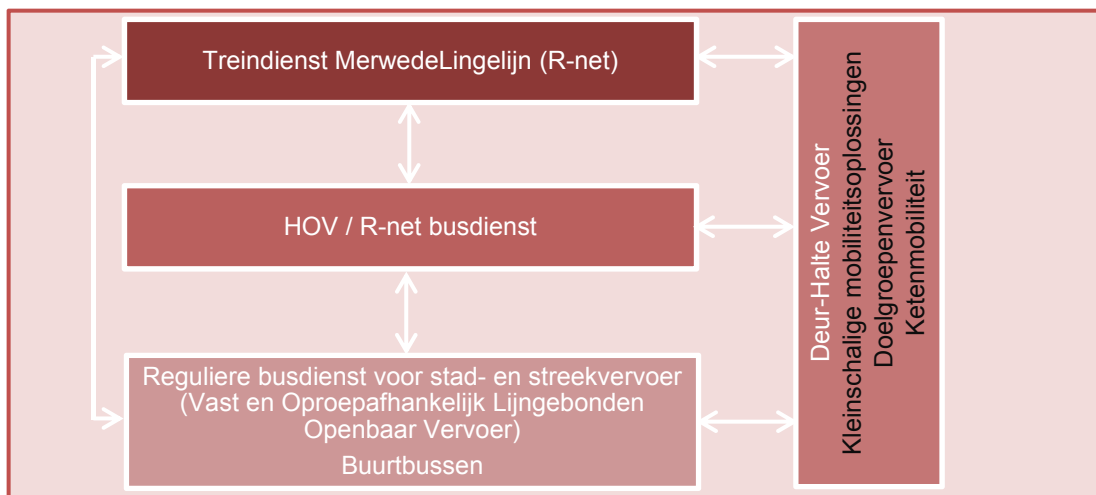 Treindienst MerwedeLingelijn (R-net)
HOV / R-net busdienst
Reguliere busdienst voor stad- en streekvervoer
(Vast en Oproepafhankelijk Lijngebonden
Openbaar Vervoer)
Buurtbussen
Deur-Halte Vervoer
Kleinschalige mobiliteitsoplossingen
Doelgroepenvervoer
Ketenmobiliteit